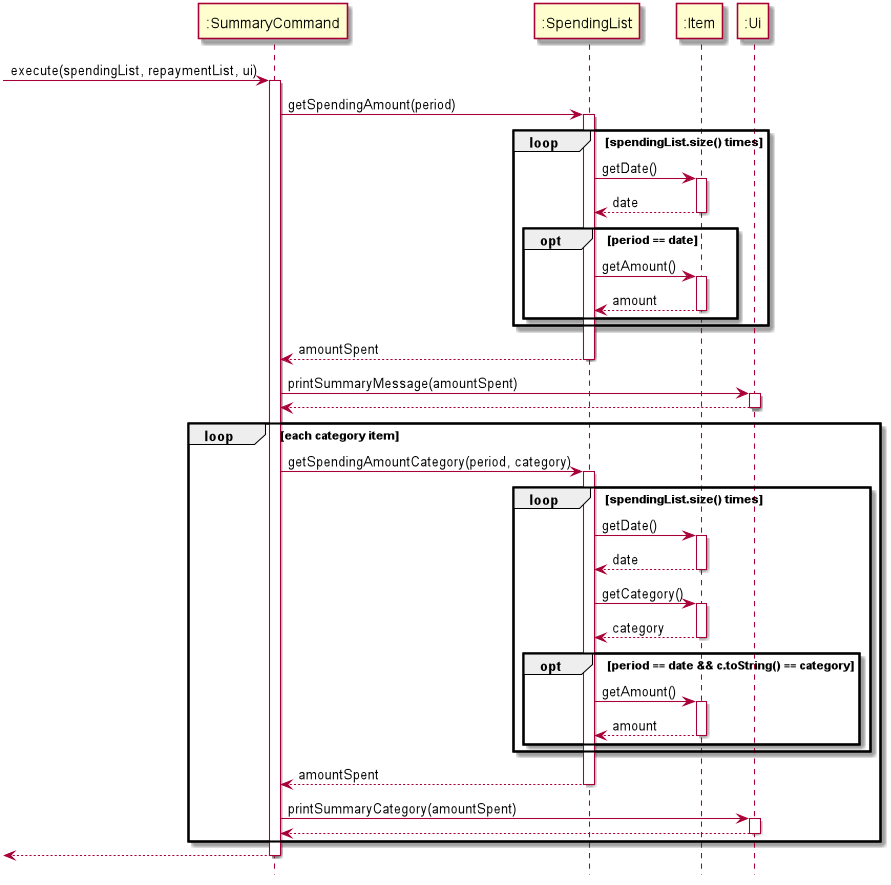 :SummaryCommand :SpendingList :Item :Ui
execute(spendingList, repaymentList, ui)
getSpendingAmount(period)
loop [spendingList.size() times]
getDate()
date
opt [period == date]
getAmount()
amount
amountSpent
printSummaryMessage(amountSpent)
loop [each category item]
getSpendingAmountCategory(period, category)
loop [spendingList.size() times]
getDate()
date
getCategory()
category
opt [period == date && c.toString() == category]
getAmount()
amount
amountSpent
printSummaryCategory(amountSpent)